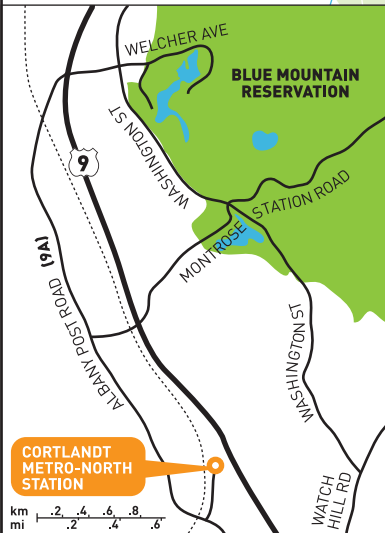 WELCHER AVE
BLUE MOUNTAIN
RESERVATION
9
WASHINGTON ST
MONTROSE STATION ROAD
ALBANY POST ROAD (9A)
WASHINGTON ST
CORTLANDT
METRO-NORTH
STATION
WATCH
HILL RD
km .2 .4 .6 .8
mi .2 .4 .6